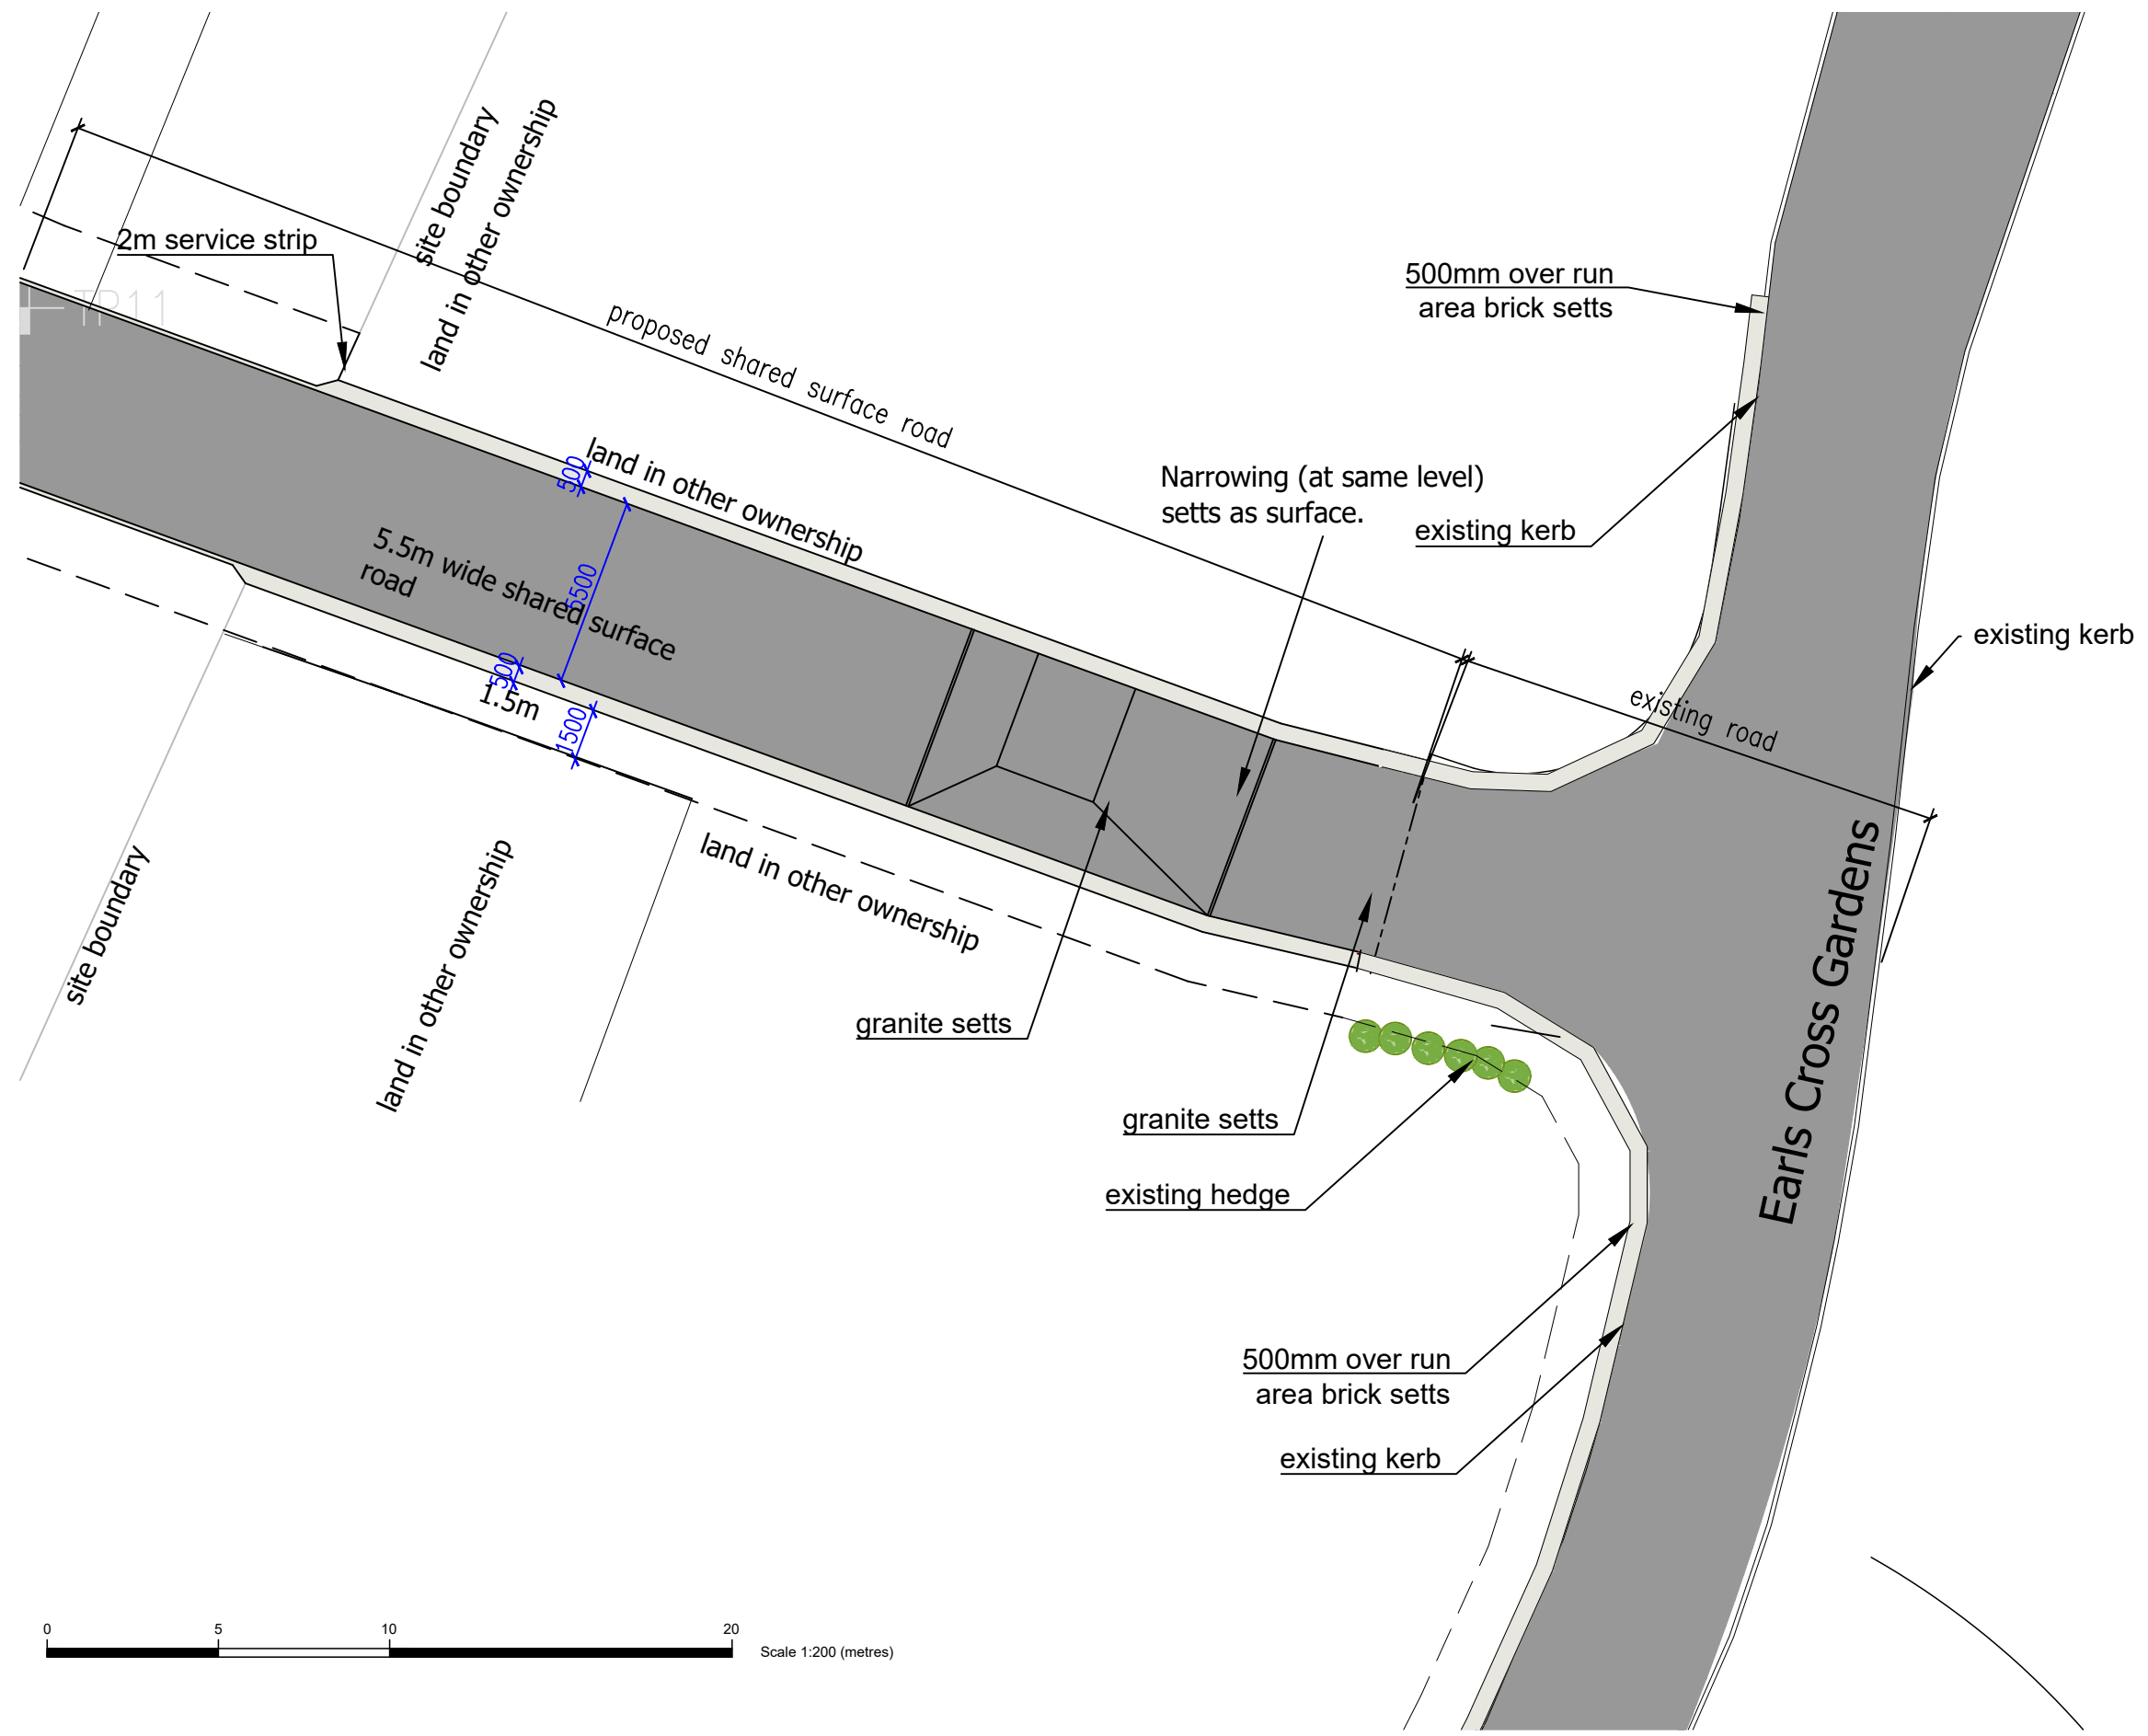 site boundary
land in other ownership
2m service strip
TP11
proposed shared surface road
500mm over run
area brick setts
land in other ownership
500
Narrowing (at same level)
setts as surface.
existing kerb
5.5m wide shared surface
road
5500
existing kerb
500
1.5m
1500
existing road
land in other ownership
site boundary
land in other ownership
Earls Cross Gardens
granite setts
granite setts
existing hedge
500mm over run
area brick setts
existing kerb
0 5 10 20
Scale 1:200 (metres)